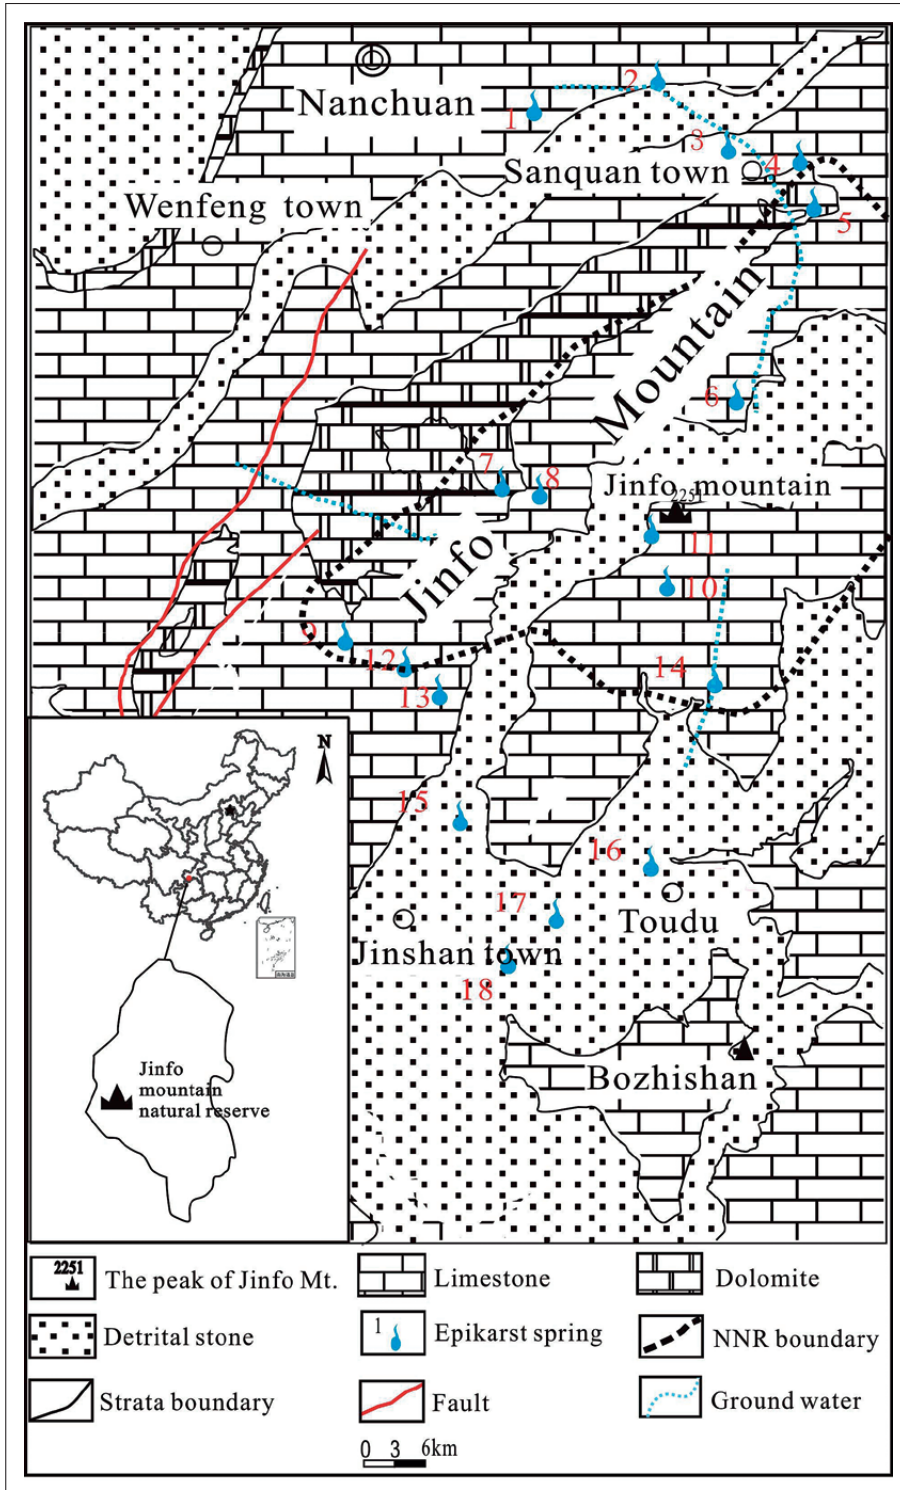 Nanchuan
2
1
3
Sanquan town
4
Wenfeng town
5
Mountain
6
7
8
Jinfo mountain
2251
11
Jinfo
10
9
12
14
13
N
15
16
17
Toudu
Jinshan town
18
Jinfo
mountain
natural reserve
Bozhishan
2251
The peak of Jinfo Mt.
Limestone
Dolomite
Detrital stone
1
Epikarst spring
NNR boundary
Strata boundary
Fault
Ground water
0 3 6km